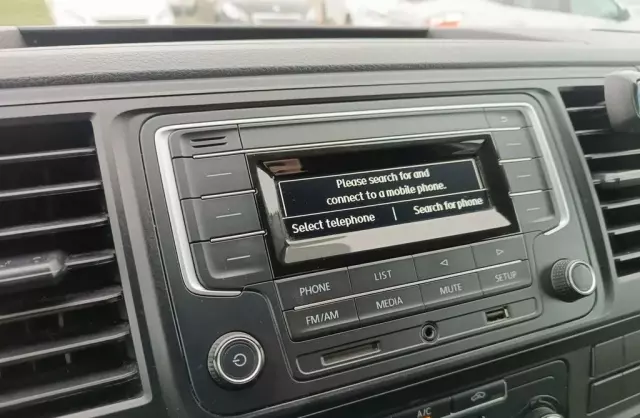 Please search for and
connect to a mobile phone.
Select telephone | Search for phone
PHONE LIST
FM/AM MEDIA MUTE SETUP
A/C